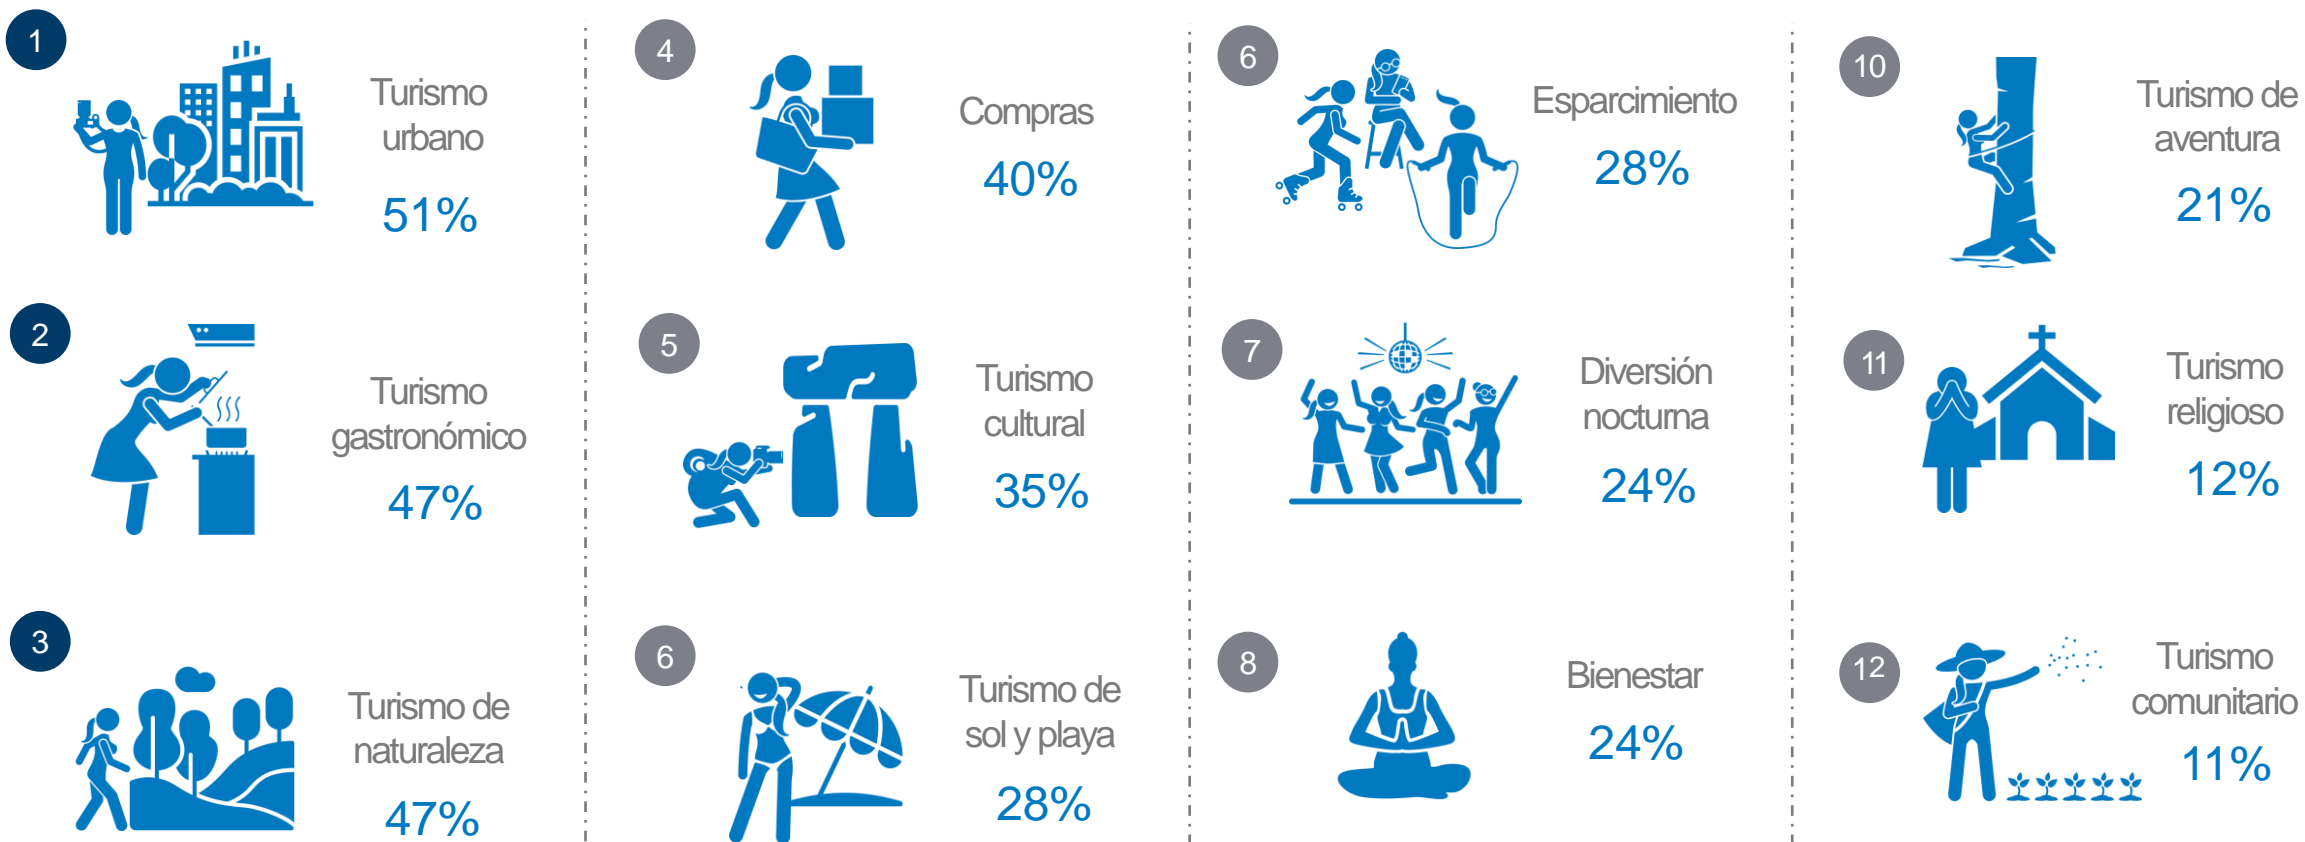 1
Turismo
urbano
51%
2
Turismo
gastronómico
47%
3
Turismo de
naturaleza
47%
4
Compras
40%
5
Turismo
cultural
35%
6
Turismo de
sol y playa
28%
6
Esparcimiento
28%
7
Diversión
nocturna
24%
8
Bienestar
24%
10
Turismo de
aventura
21%
11
Turismo
religioso
12%
12
Turismo
comunitario
11%